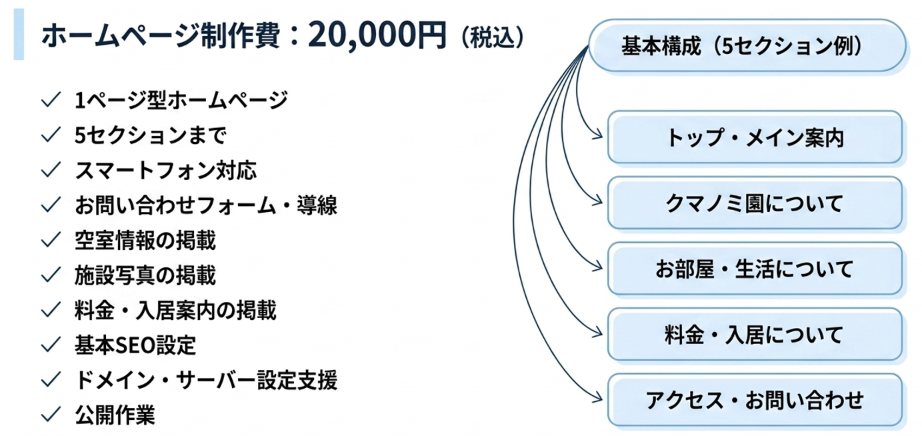 ホームページ制作費：20,000円（税込）
1ページ型ホームページ
5セクションまで
スマートフォン対応
お問い合わせフォーム・導線
空室情報の掲載
施設写真の掲載
料金・入居案内の掲載
基本SEO設定
ドメイン・サーバー設定支援
公開作業
基本構成（5セクション例）
トップ・メイン案内
クマノミ園について
お部屋・生活について
料金・入居について
アクセス・お問い合わせ